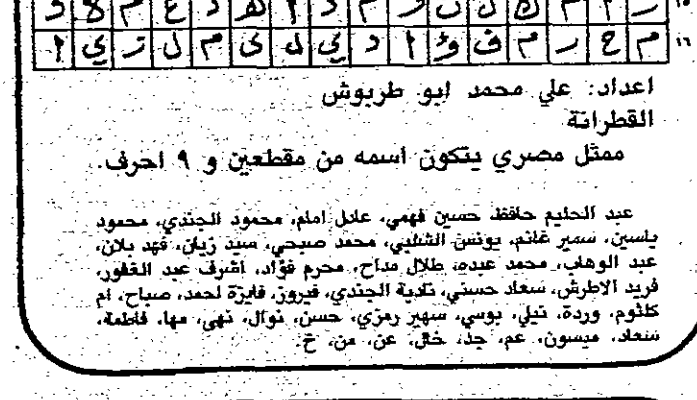 م ح ر م ف ؤ ا د ي ل ى م ل ز ي ا
اعداد: علي محمد ابو طربوش
القطرانة
ممثل مصري يتكون اسمه من مقطعين و ٩ احرف.
عبد الحليم حافظ، حسين فهمي، عادل امام، محمود الجندي، محمود
ياسين، سمير غانم، يونس الشلبي، محمد صبحي، سيد زيان، فهد بلان،
عبد الوهاب، محمد عبده، طلال مداح، محرم فؤاد، اشرف عبد الغفور،
فريد الاطرش، سعاد حسني، نادية الجندي، فيروز، فايزة احمد، صباح، ام
كلثوم، وردة، نيلي، بوسي، سهير رمزي، حسن، نوال، نهى، مها، فاطمة،
سعاد، ميسون، عم، جد، خال، عن، من، خ.